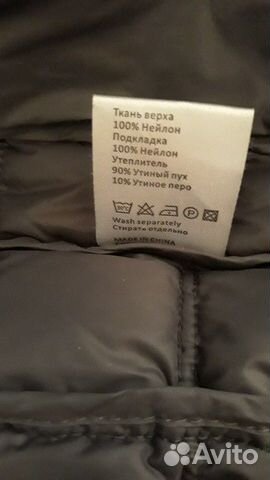 Ткань верха
100% Нейлон
Подкладка
100% Нейлон
Утеплитель
90% Утиный пух
10% Утиное перо
30°C
Wash separately
Стирать отдельно
MADE IN CHINA
Avito